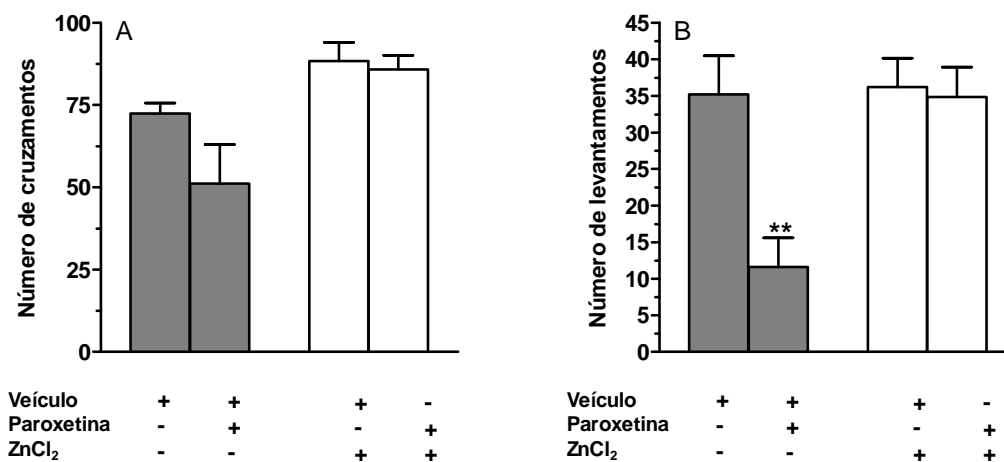 A
Número de cruzamentos
100
75
50
25
0
Veículo + + + -
Paroxetina - + - +
ZnCl₂ - - + +
B
Número de levantamentos
45
40
35
30
25
20
15
10
5
0
**
Veículo + + + -
Paroxetina - + - +
ZnCl₂ - - + +